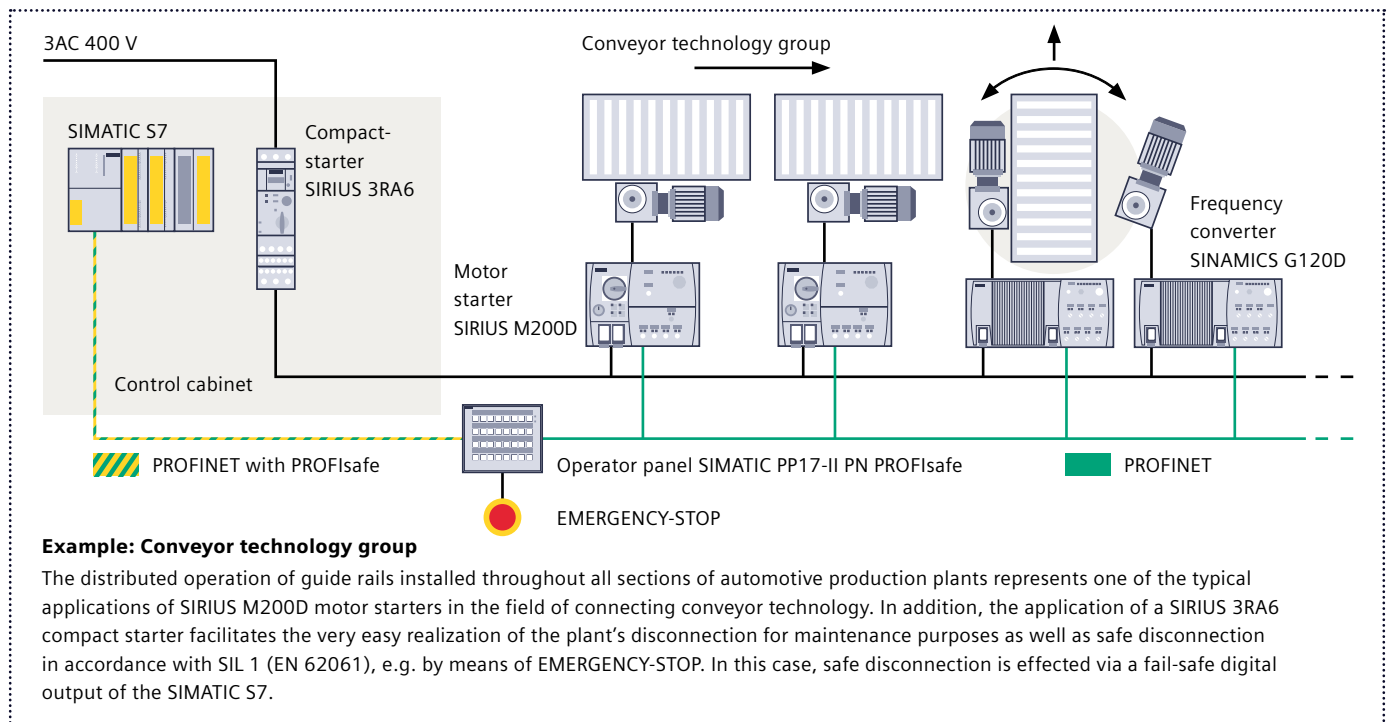 3AC 400 V
Conveyor technology group
SIMATIC S7
Compact-
starter
SIRIUS 3RA6
Frequency
converter
SINAMICS G120D
Motor
starter
SIRIUS M200D
Control cabinet
PROFINET with PROFIsafe
Operator panel SIMATIC PP17-II PN PROFIsafe
PROFINET
EMERGENCY-STOP
Example: Conveyor technology group
The distributed operation of guide rails installed throughout all sections of automotive production plants represents one of the typical
applications of SIRIUS M200D motor starters in the field of connecting conveyor technology. In addition, the application of a SIRIUS 3RA6
compact starter facilitates the very easy realization of the plant’s disconnection for maintenance purposes as well as safe disconnection
in accordance with SIL 1 (EN 62061), e.g. by means of EMERGENCY-STOP. In this case, safe disconnection is effected via a fail-safe digital
output of the SIMATIC S7.